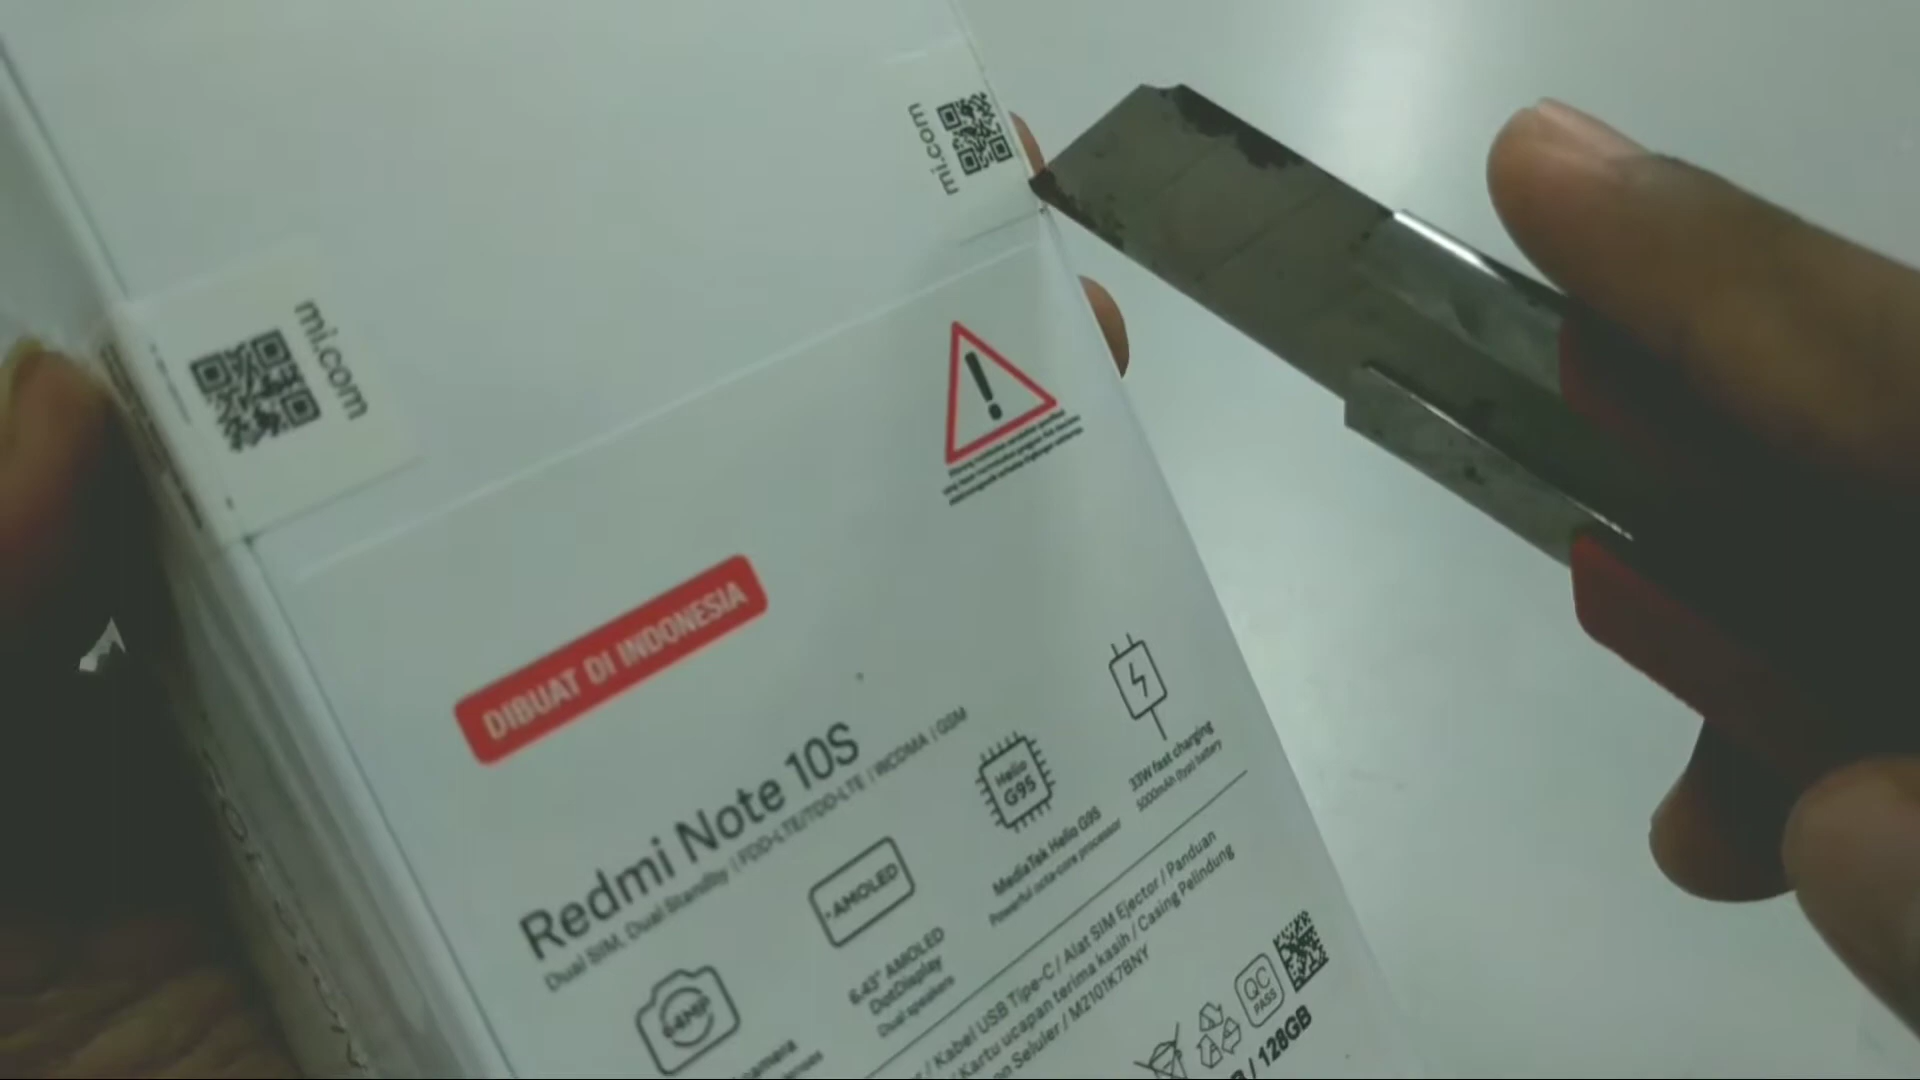 mi.com
mi.com
DIBUAT DI INDONESIA
Redmi Note 10S
Dual SIM, Dual Standby | FDD-LTE/TDD-LTE | WCDMA | GSM
64MP
AMOLED
6.43" AMOLED
DotDisplay
Dual speakers
Helio
G95
MediaTek Helio G95
Powerful octa-core processor
33W fast charging
5000mAh (typ) battery
/ Kabel USB Tipe-C / Alat SIM Ejector / Panduan
/ Kartu ucapan terima kasih / Casing Pelindung
Seluler / M2101K7BNY
QC
PASS
/ 128GB